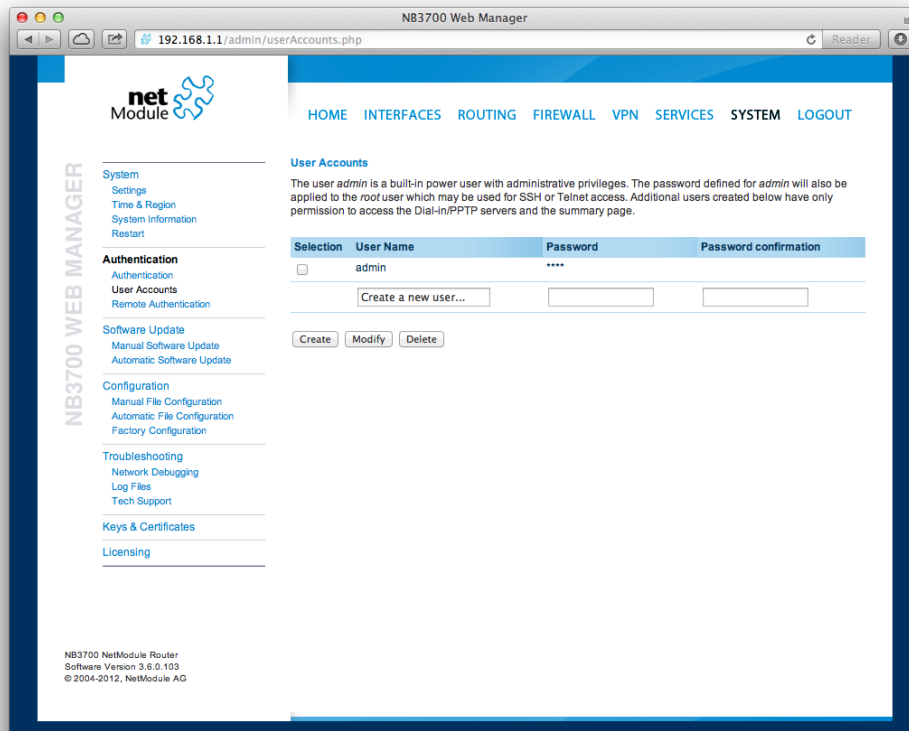 NB3700 Web Manager
192.168.1.1/admin/userAccounts.php
Reader
net
Module
HOME INTERFACES ROUTING FIREWALL VPN SERVICES SYSTEM LOGOUT
NB3700 WEB MANAGER
System
Settings
Time & Region
System Information
Restart
Authentication
Authentication
User Accounts
Remote Authentication
Software Update
Manual Software Update
Automatic Software Update
Configuration
Manual File Configuration
Automatic File Configuration
Factory Configuration
Troubleshooting
Network Debugging
Log Files
Tech Support
Keys & Certificates
Licensing
User Accounts
The user admin is a built-in power user with administrative privileges. The password defined for admin will also be
applied to the root user which may be used for SSH or Telnet access. Additional users created below have only
permission to access the Dial-in/PPTP servers and the summary page.
Selection User Name Password Password confirmation
admin ****
Create a new user...
Create Modify Delete
NB3700 NetModule Router
Software Version 3.6.0.103
© 2004-2012, NetModule AG